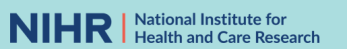 NIHR | National Institute for
Health and Care Research